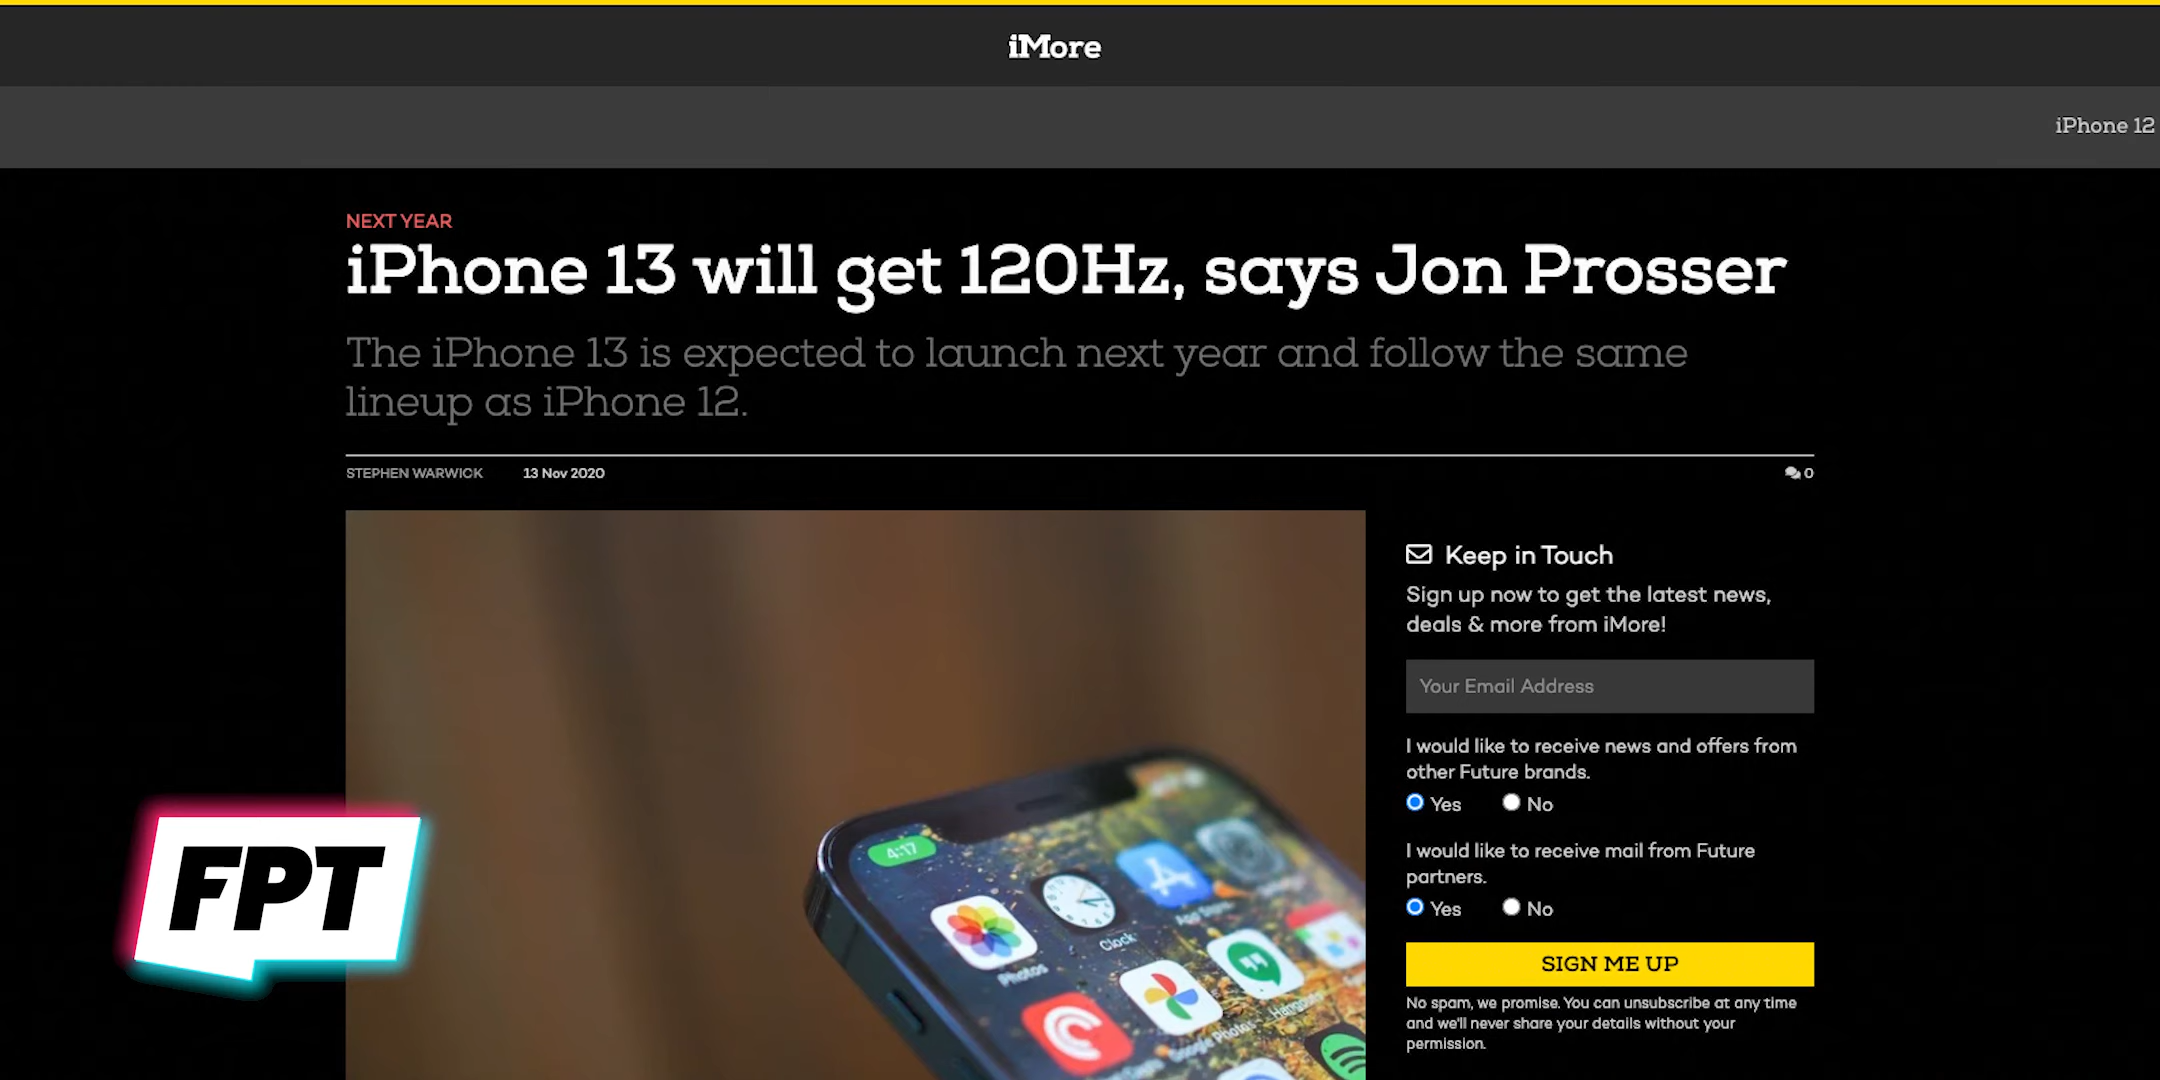 iMore
iPhone 12
NEXT YEAR
iPhone 13 will get 120Hz, says Jon Prosser
The iPhone 13 is expected to launch next year and follow the same
lineup as iPhone 12.
STEPHEN WARWICK 13 Nov 2020 0
Keep in Touch
Sign up now to get the latest news,
deals & more from iMore!
Your Email Address
I would like to receive news and offers from
other Future brands.
Yes No
I would like to receive mail from Future
partners.
Yes No
SIGN ME UP
No spam, we promise. You can unsubscribe at any time
and we'll never share your details without your
permission.
FPT
4:17
Photos
Clock
App Store
Google Photos
Hangouts